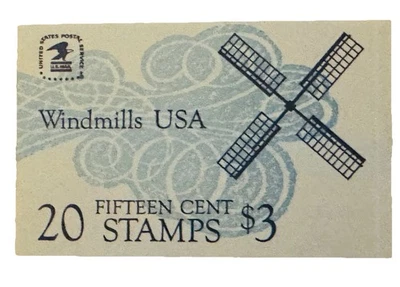 UNITED STATES POSTAL SERVICE
U.S. MAIL
Windmills USA
20 FIFTEEN CENT STAMPS $3